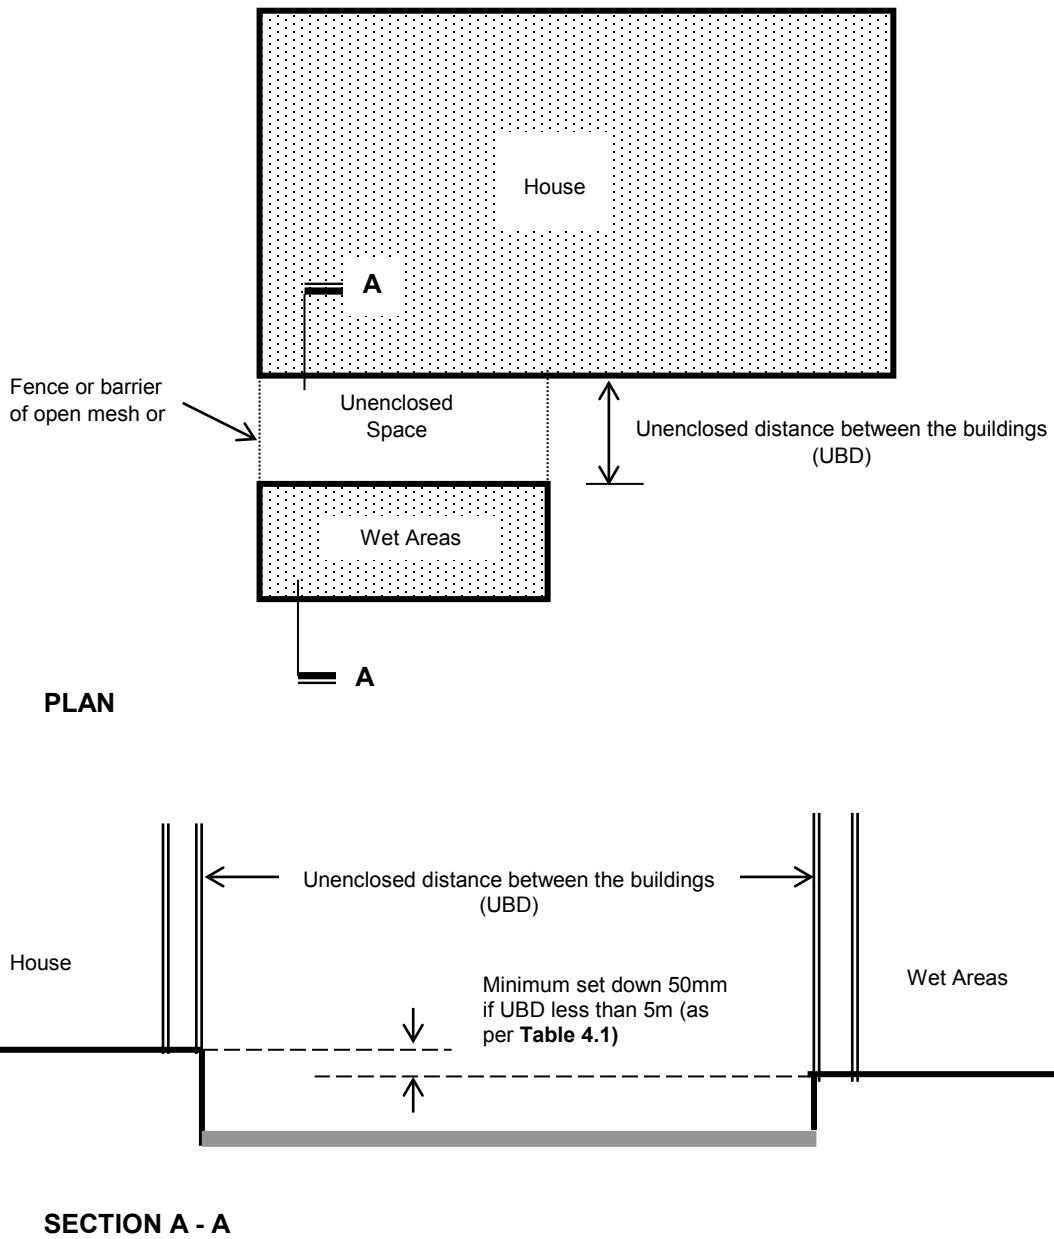 House
A
Fence or barrier
of open mesh or
Unenclosed
Space
Unenclosed distance between the buildings
(UBD)
Wet Areas
A
PLAN
Unenclosed distance between the buildings
(UBD)
House
Minimum set down 50mm
if UBD less than 5m (as
per Table 4.1)
Wet Areas
SECTION A - A